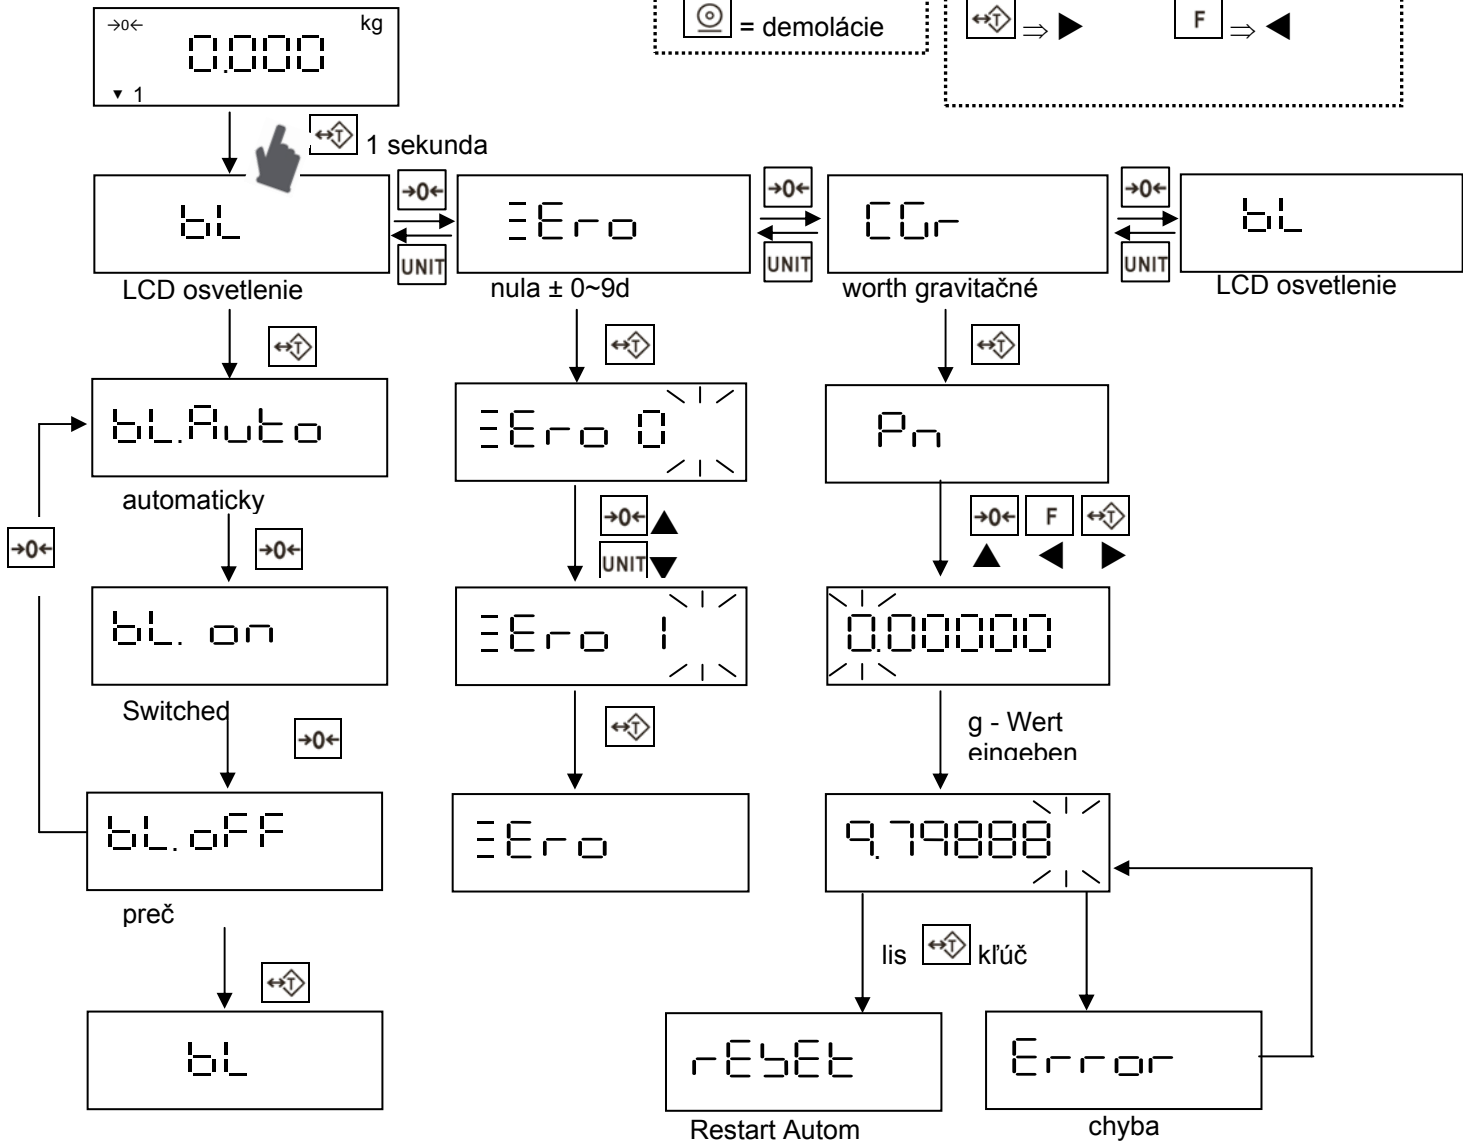 = demolácie
T ⇒ ▶ F ⇒ ◀
→0← kg
0.000
▼ 1
T 1 sekunda
→0← →0← →0←
bL ZEro CGr bL
UNIT UNIT UNIT
LCD osvetlenie nula ± 0~9d worth gravitačné LCD osvetlenie
T T T
bL.Auto ZEro 0 Pn
automaticky
→0← →0← →0← ▲ →0← F T
UNIT ▼ ▲ ◀ ▶
bL. on ZEro 1 0.00000
Switched
→0← T g - Wert
eingeben
bL.oFF ZEro 9.79888
preč
T lis T kľúč
bL rESEt Error
Restart Autom chyba